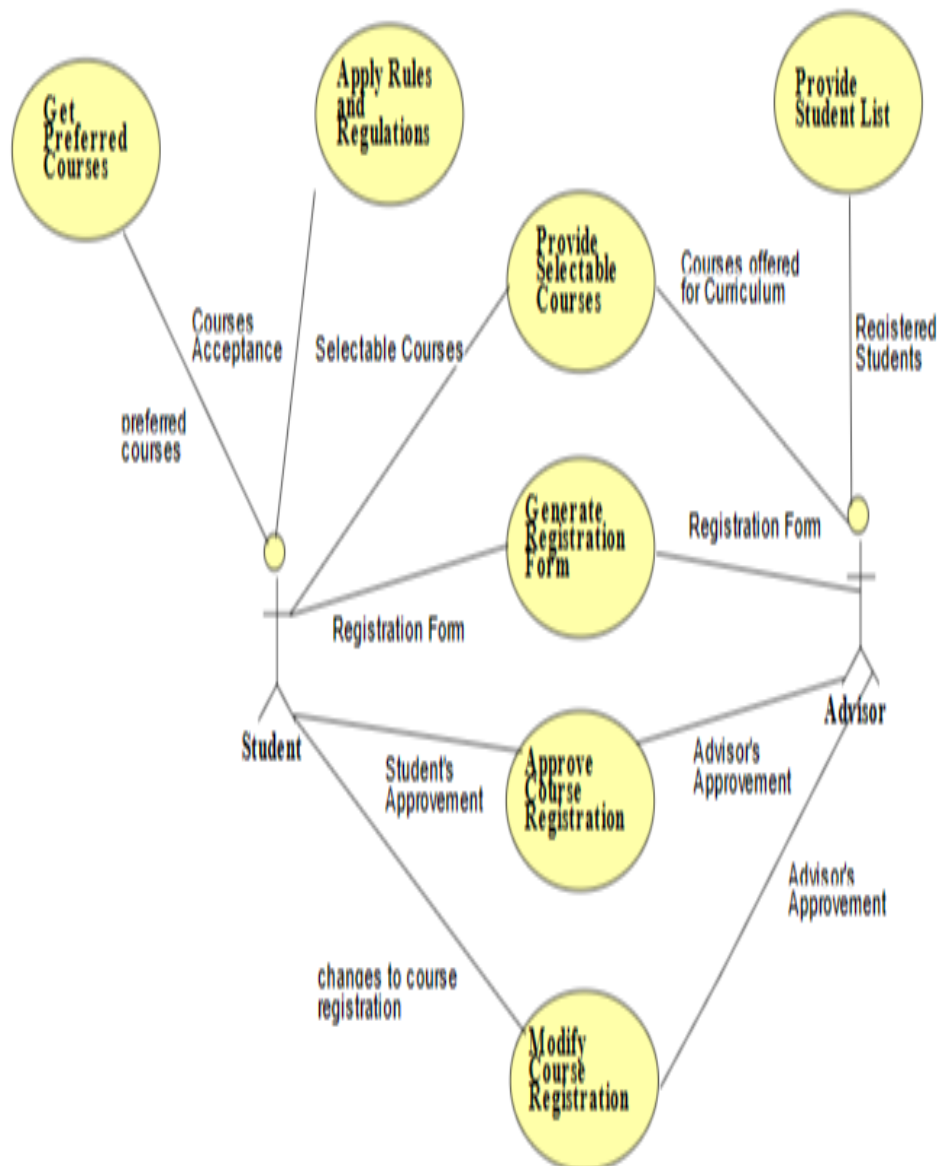 Get
Preferred
Courses
Apply Rules
and
Regulations
Provide
Student List
Provide
Selectable
Courses
Courses offered
for Curriculum
Courses
Acceptance
Selectable Courses
Registered
Students
preferred
courses
Generate
Registration
Form
Registration Form
Registration Form
Student
Advisor
Student's
Approvement
Approve
Course
Registration
Advisor's
Approvement
Advisor's
Approvement
changes to course
registration
Modify
Course
Registration